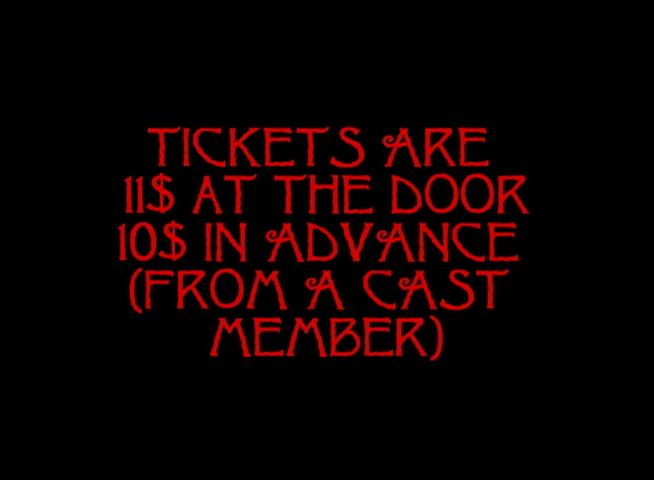 TICKETS ARE
11$ AT THE DOOR
10$ IN ADVANCE
(FROM A CAST
MEMBER)